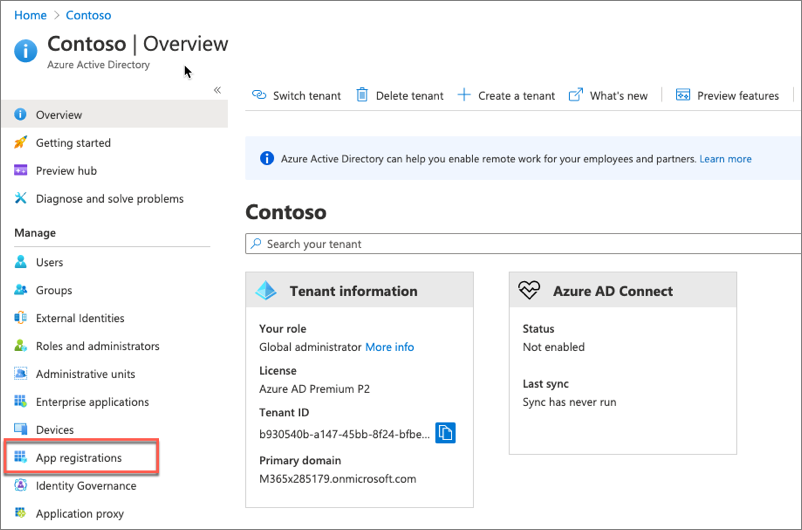 Home > Contoso
Contoso | Overview
Azure Active Directory
«
Switch tenant Delete tenant Create a tenant What's new Preview features
Overview
Getting started
Preview hub
Diagnose and solve problems
Manage
Users
Groups
External Identities
Roles and administrators
Administrative units
Enterprise applications
Devices
App registrations
Identity Governance
Application proxy
Azure Active Directory can help you enable remote work for your employees and partners. Learn more
Contoso
Search your tenant
Tenant information
Your role
Global administrator More info
License
Azure AD Premium P2
Tenant ID
b930540b-a147-45bb-8f24-bfbe...
Primary domain
M365x285179.onmicrosoft.com
Azure AD Connect
Status
Not enabled
Last sync
Sync has never run